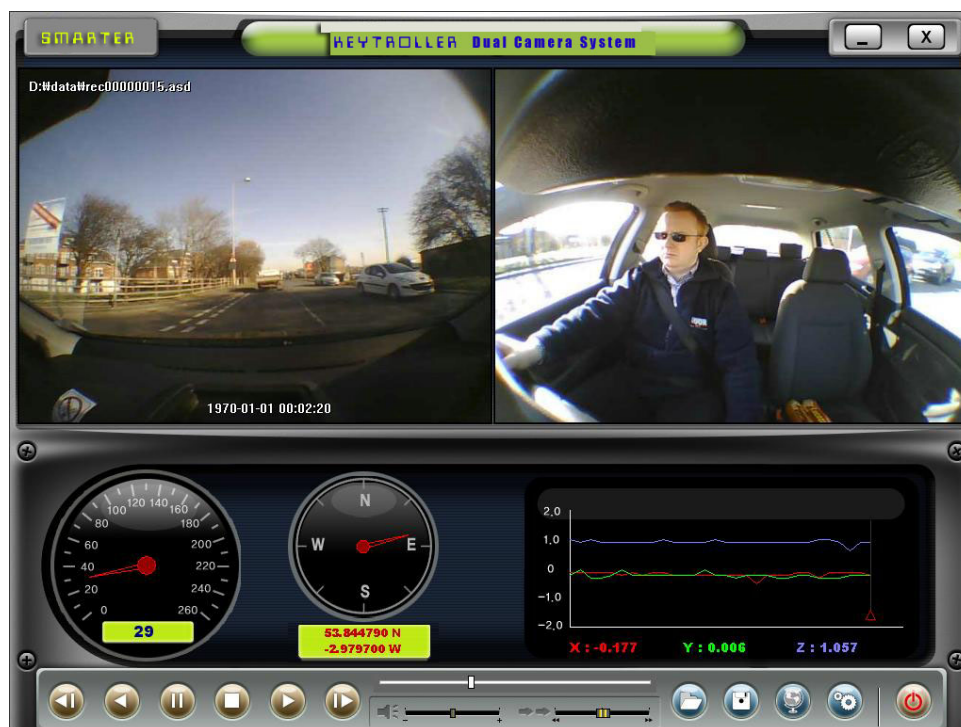 SMARTER
KEYTROLLER Dual Camera System
X
D:₩data₩rec00000015.asd
1970-01-01 00:02:20
0
20
40
60
80
100
120
140
160
180
200
220
240
260
29
N
W
E
S
53.844790 N
-2.979700 W
2,0
1,0
0
-1,0
-2,0
X : -0.177 Y : 0.006 Z : 1.057
- +